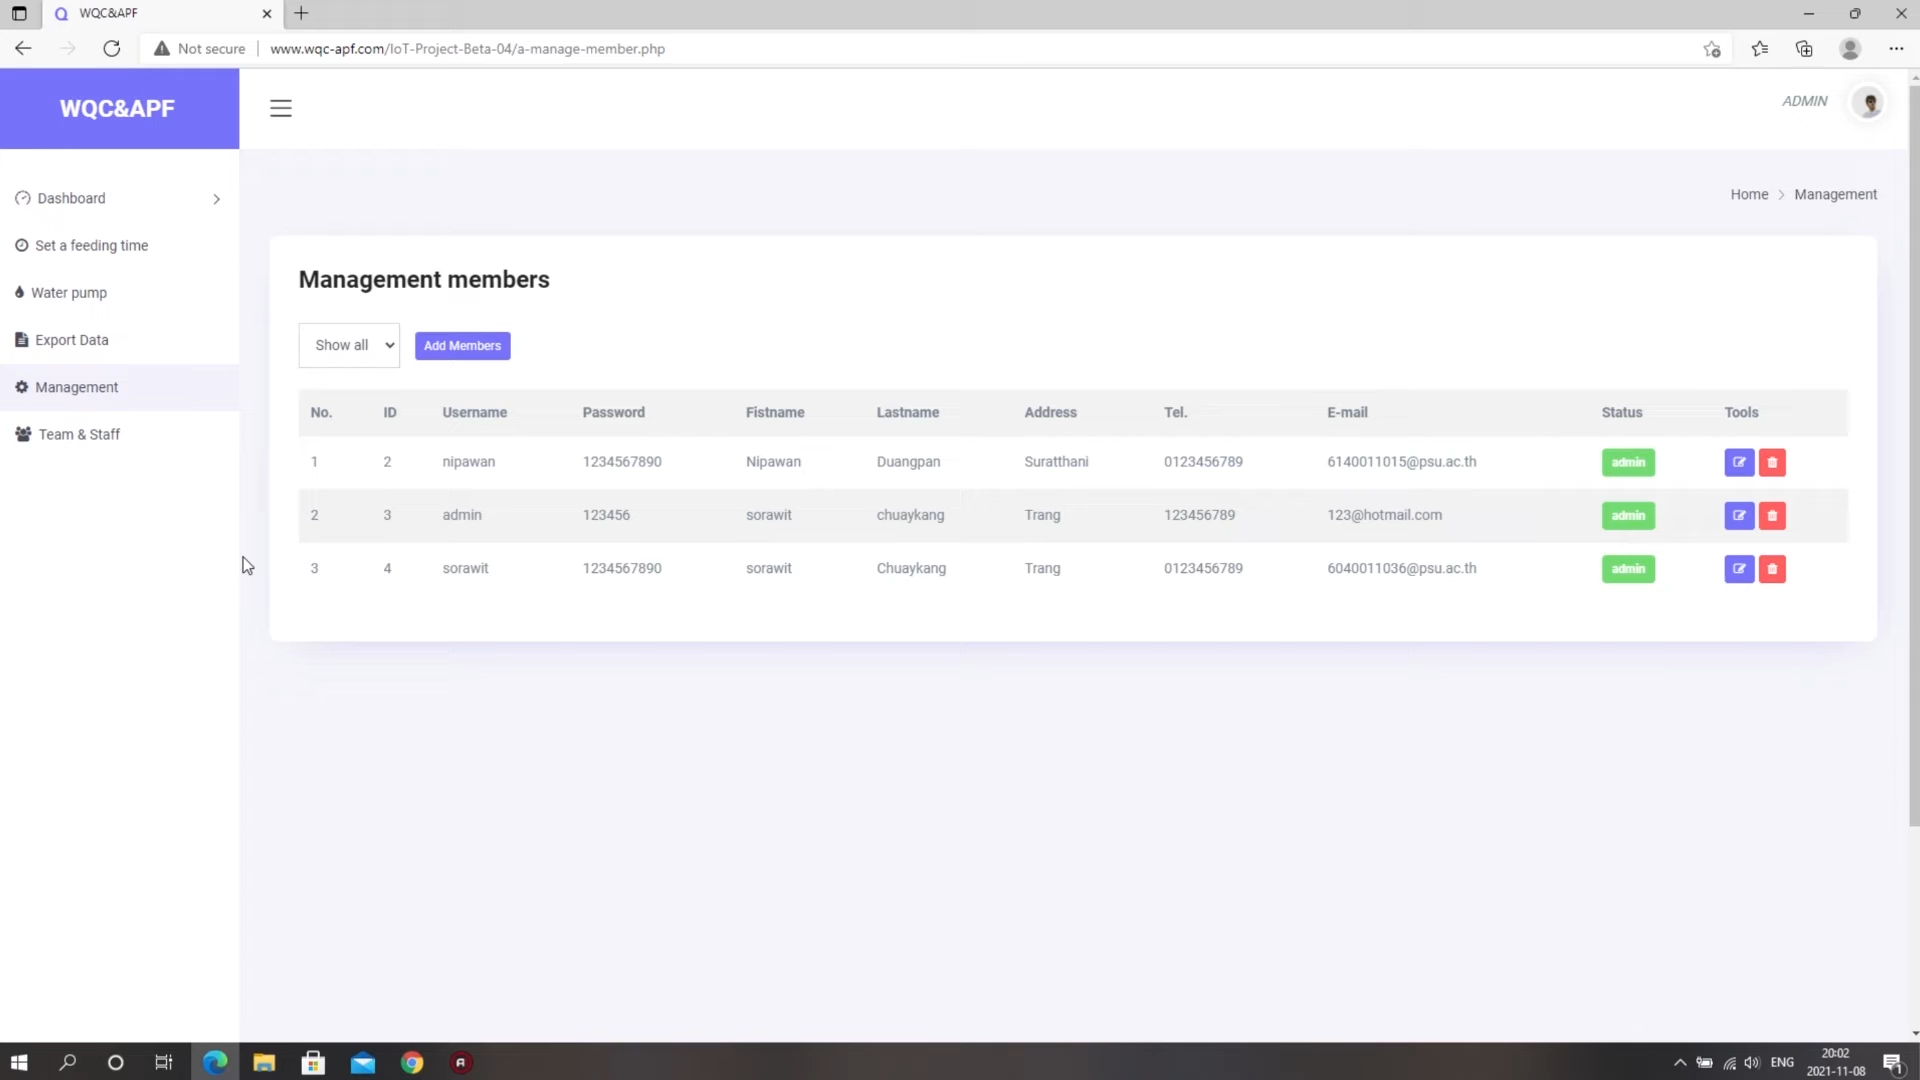 WQC&APF
Not secure
www.wqc-apf.com/IoT-Project-Beta-04/a-manage-member.php
WQC&APF
ADMIN
Dashboard
Set a feeding time
Water pump
Export Data
Management
Team & Staff
Home > Management
Management members
Show all
Add Members
No. ID Username Password Fistname Lastname Address Tel. E-mail Status Tools
1 2 nipawan 1234567890 Nipawan Duangpan Suratthani 0123456789 6140011015@psu.ac.th admin
2 3 admin 123456 sorawit chuaykang Trang 123456789 123@hotmail.com admin
3 4 sorawit 1234567890 sorawit Chuaykang Trang 0123456789 6040011036@psu.ac.th admin
ENG
20:02
2021-11-08
1